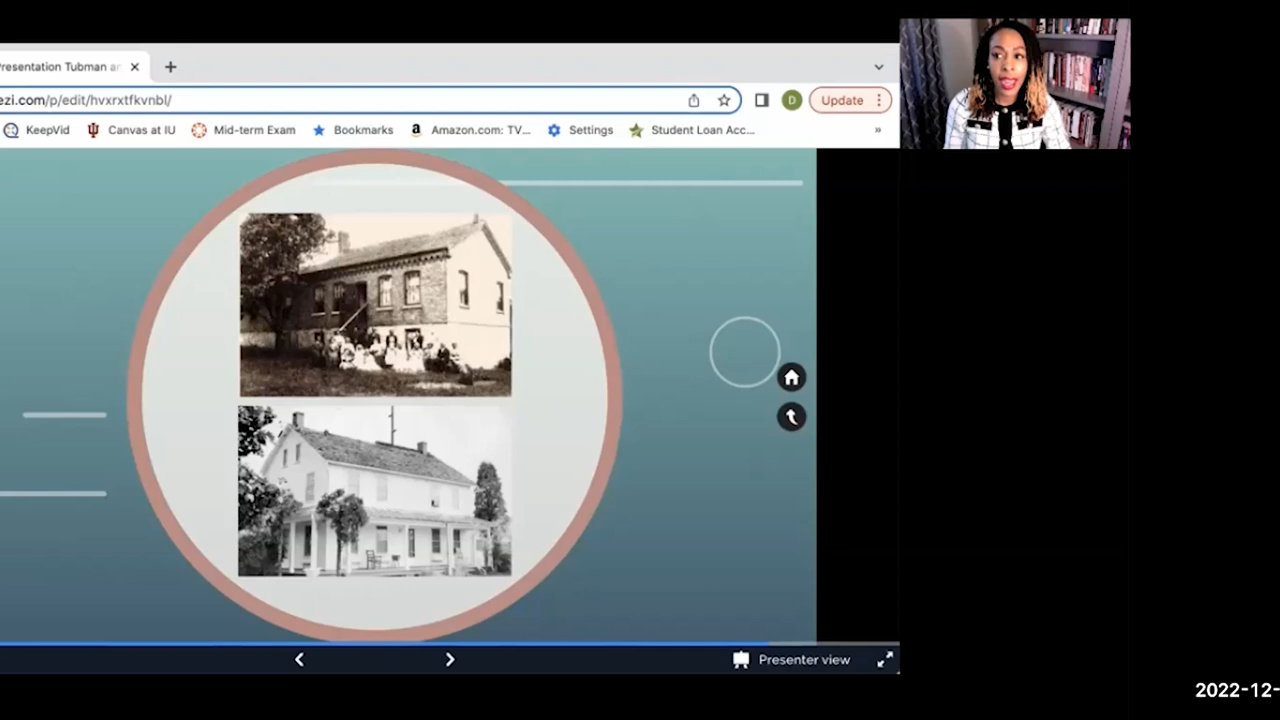 resentation Tubman an
ezi.com/p/edit/hvxrxtfkvnbl/
D
Update
KeepVid
Canvas at IU
Mid-term Exam
Bookmarks
a
Amazon.com: TV...
Settings
Student Loan Acc...
»
Presenter view
2022-12-